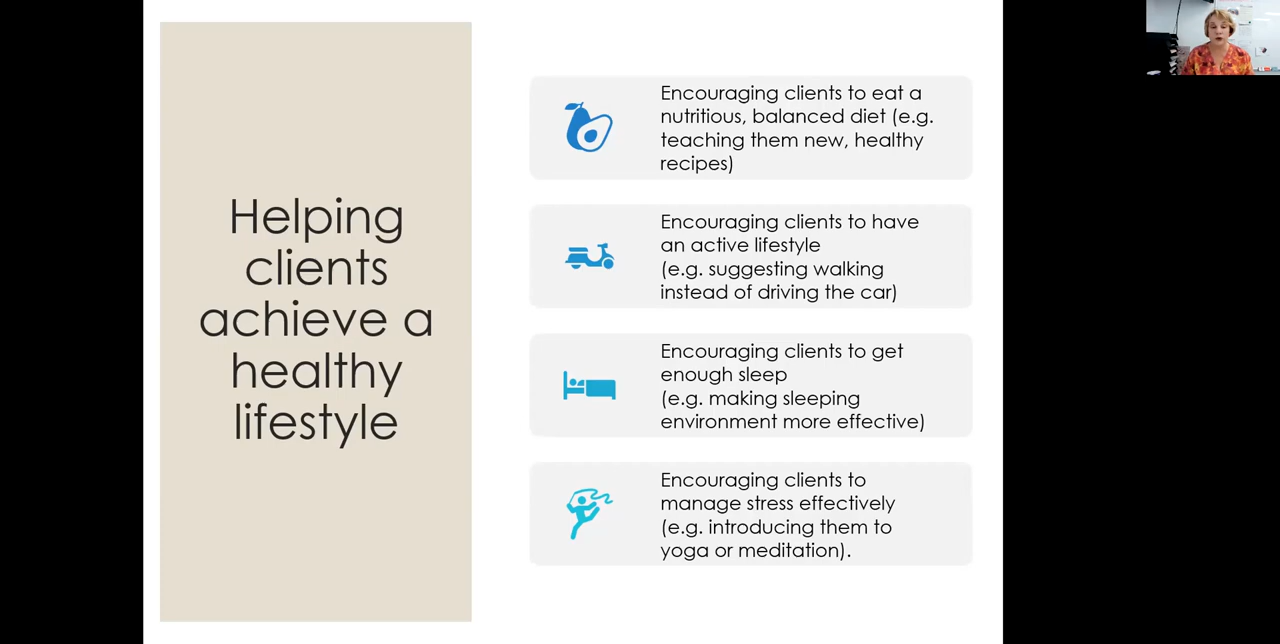 Helping
clients
achieve a
healthy
lifestyle
Encouraging clients to eat a
nutritious, balanced diet (e.g.
teaching them new, healthy
recipes)
Encouraging clients to have
an active lifestyle
(e.g. suggesting walking
instead of driving the car)
Encouraging clients to get
enough sleep
(e.g. making sleeping
environment more effective)
Encouraging clients to
manage stress effectively
(e.g. introducing them to
yoga or meditation).